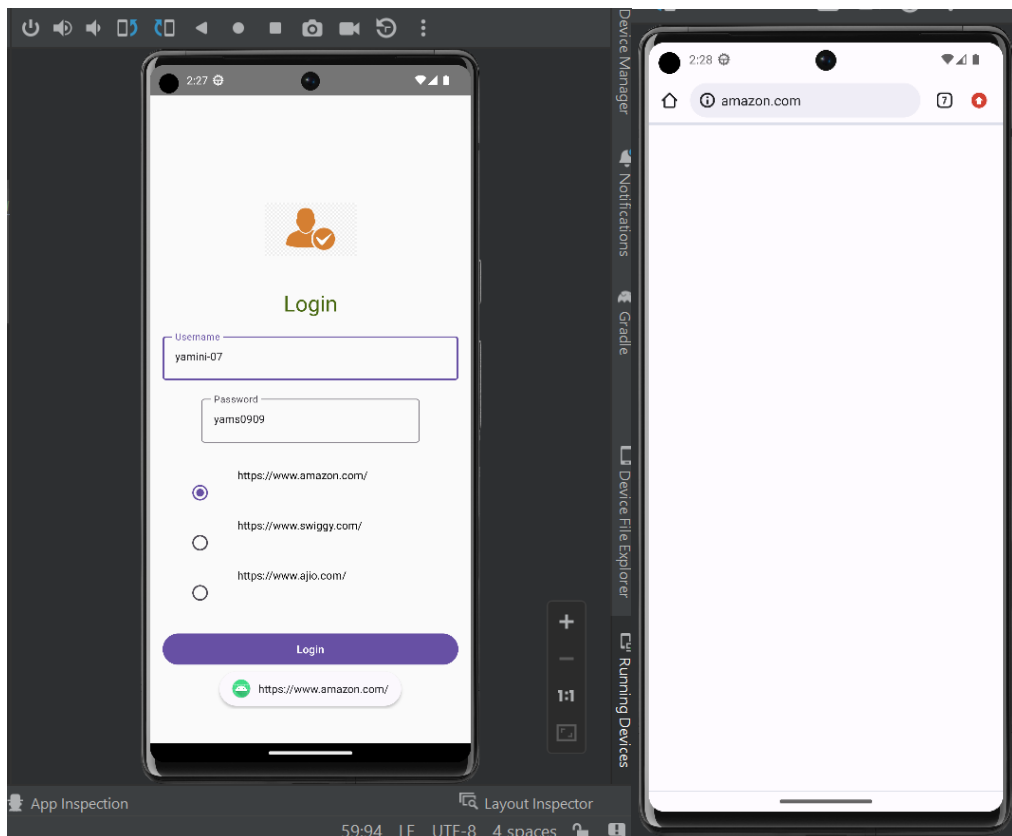 2:27
Login
Username
yamini-07
Password
yams0909
https://www.amazon.com/
https://www.swiggy.com/
https://www.ajio.com/
Login
https://www.amazon.com/
1:1
Device Manager
Notifications
Gradle
Device File Explorer
Running Devices
App Inspection
Layout Inspector
59:94 LF UTF-8 4 spaces
2:28
amazon.com
7